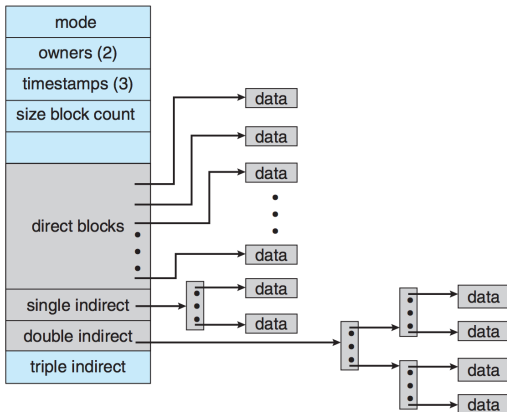 mode
owners (2)
timestamps (3)
size block count
direct blocks
single indirect
double indirect
triple indirect
data
data
data
data
data
data
data
data
data
data